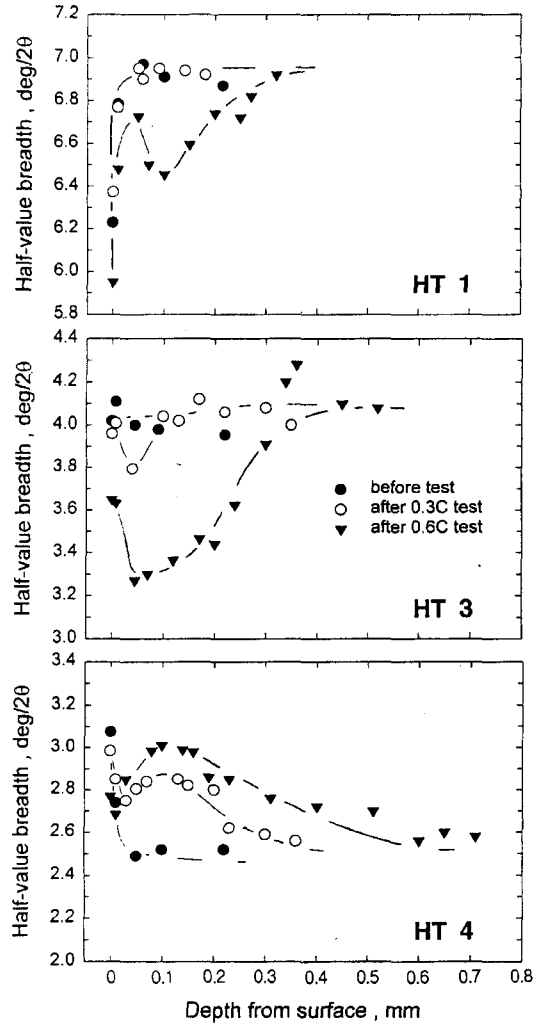 7.2
7.0
6.8
6.4
6.0
5.8
Half-value breadth , deg/2θ
HT 1
4.4
4.2
4.0
3.8
3.6
3.4
3.2
3.0
Half-value breadth , deg/2θ
before test
after 0.3C test
after 0.6C test
HT 3
3.4
3.2
3.0
2.8
2.6
2.4
2.2
2.0
Half-value breadth , deg/2θ
HT 4
0 0.1 0.2 0.3 0.4 0.5 0.6 0.7 0.8
Depth from surface , mm